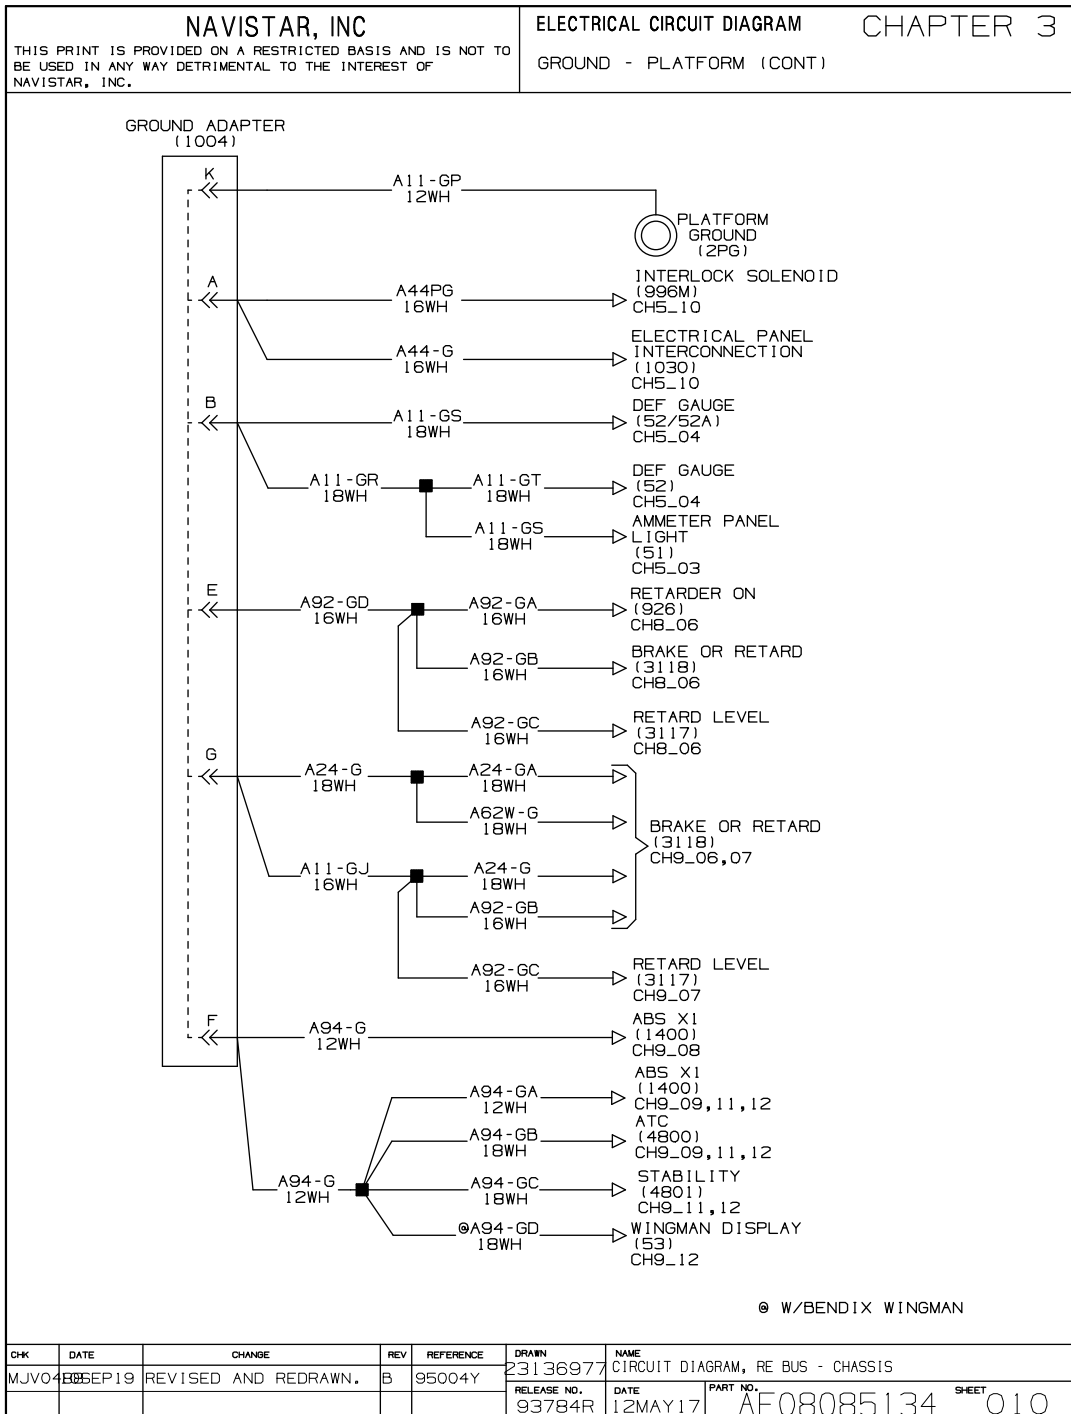 NAVISTAR, INC
THIS PRINT IS PROVIDED ON A RESTRICTED BASIS AND IS NOT TO
BE USED IN ANY WAY DETRIMENTAL TO THE INTEREST OF
NAVISTAR, INC.
ELECTRICAL CIRCUIT DIAGRAM
CHAPTER 3
GROUND - PLATFORM (CONT)
GROUND ADAPTER
(1004)
K
A11-GP
12WH
PLATFORM
GROUND
(2PG)
A
A44PG
16WH
INTERLOCK SOLENOID
(996M)
CH5_10
A44-G
16WH
ELECTRICAL PANEL
INTERCONNECTION
(1030)
CH5_10
B
A11-GS
18WH
DEF GAUGE
(52/52A)
CH5_04
A11-GR
18WH
A11-GT
18WH
DEF GAUGE
(52)
CH5_04
A11-GS
18WH
AMMETER PANEL
LIGHT
(51)
CH5_03
E
A92-GD
16WH
A92-GA
16WH
RETARDER ON
(926)
CH8_06
A92-GB
16WH
BRAKE OR RETARD
(3118)
CH8_06
A92-GC
16WH
RETARD LEVEL
(3117)
CH8_06
G
A24-G
18WH
A24-GA
18WH
A62W-G
18WH
BRAKE OR RETARD
(3118)
CH9_06,07
A11-GJ
16WH
A24-G
18WH
A92-GB
16WH
A92-GC
16WH
RETARD LEVEL
(3117)
CH9_07
F
A94-G
12WH
ABS X1
(1400)
CH9_08
A94-GA
12WH
ABS X1
(1400)
CH9_09,11,12
A94-GB
18WH
ATC
(4800)
CH9_09,11,12
A94-G
12WH
A94-GC
18WH
STABILITY
(4801)
CH9_11,12
@A94-GD
18WH
WINGMAN DISPLAY
(53)
CH9_12
@ W/BENDIX WINGMAN
CHK DATE CHANGE REV REFERENCE
SEP19 REVISED AND REDRAWN. B 95004Y
DRAWN
23136977
NAME
CIRCUIT DIAGRAM, RE BUS - CHASSIS
RELEASE NO.
93784R
DATE
12MAY17
PART NO.
AF08085134
SHEET
010